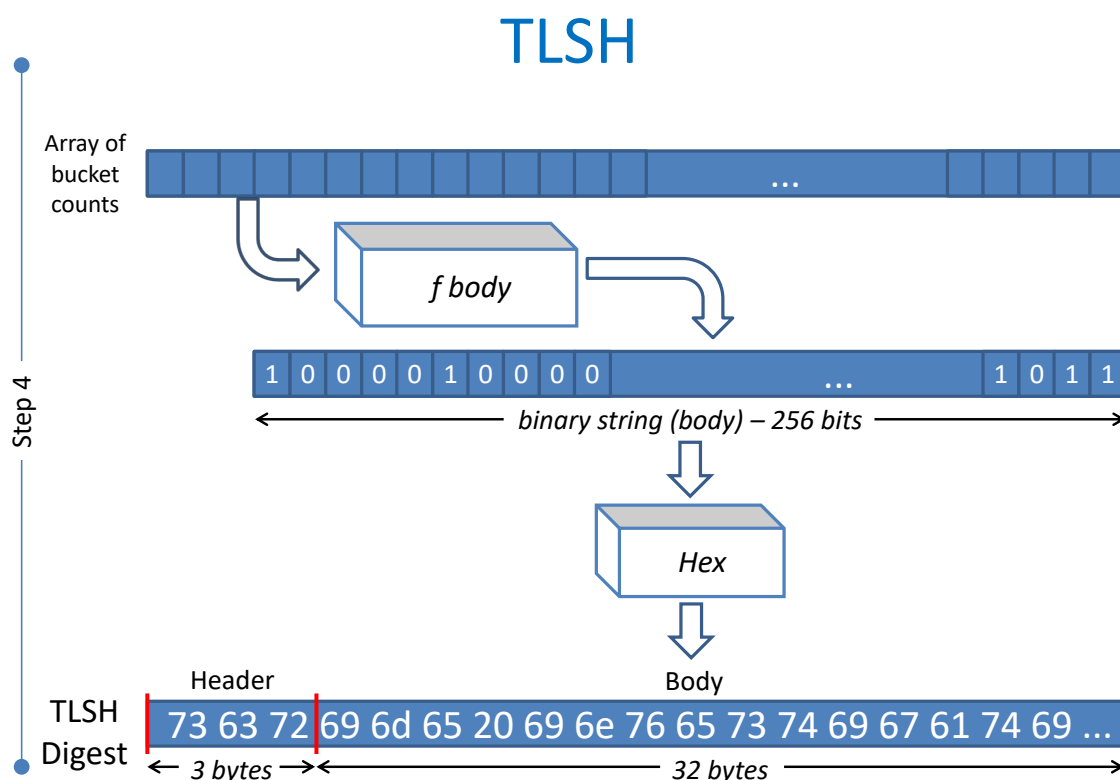 TLSH
Step 4
Array of
bucket
counts
...
f body
1 0 0 0 0 1 0 0 0 0 ... 1 0 1 1
binary string (body) – 256 bits
Hex
Header
Body
TLSH
Digest
73 63 72 69 6d 65 20 69 6e 76 65 73 74 69 67 61 74 69 ...
3 bytes
32 bytes